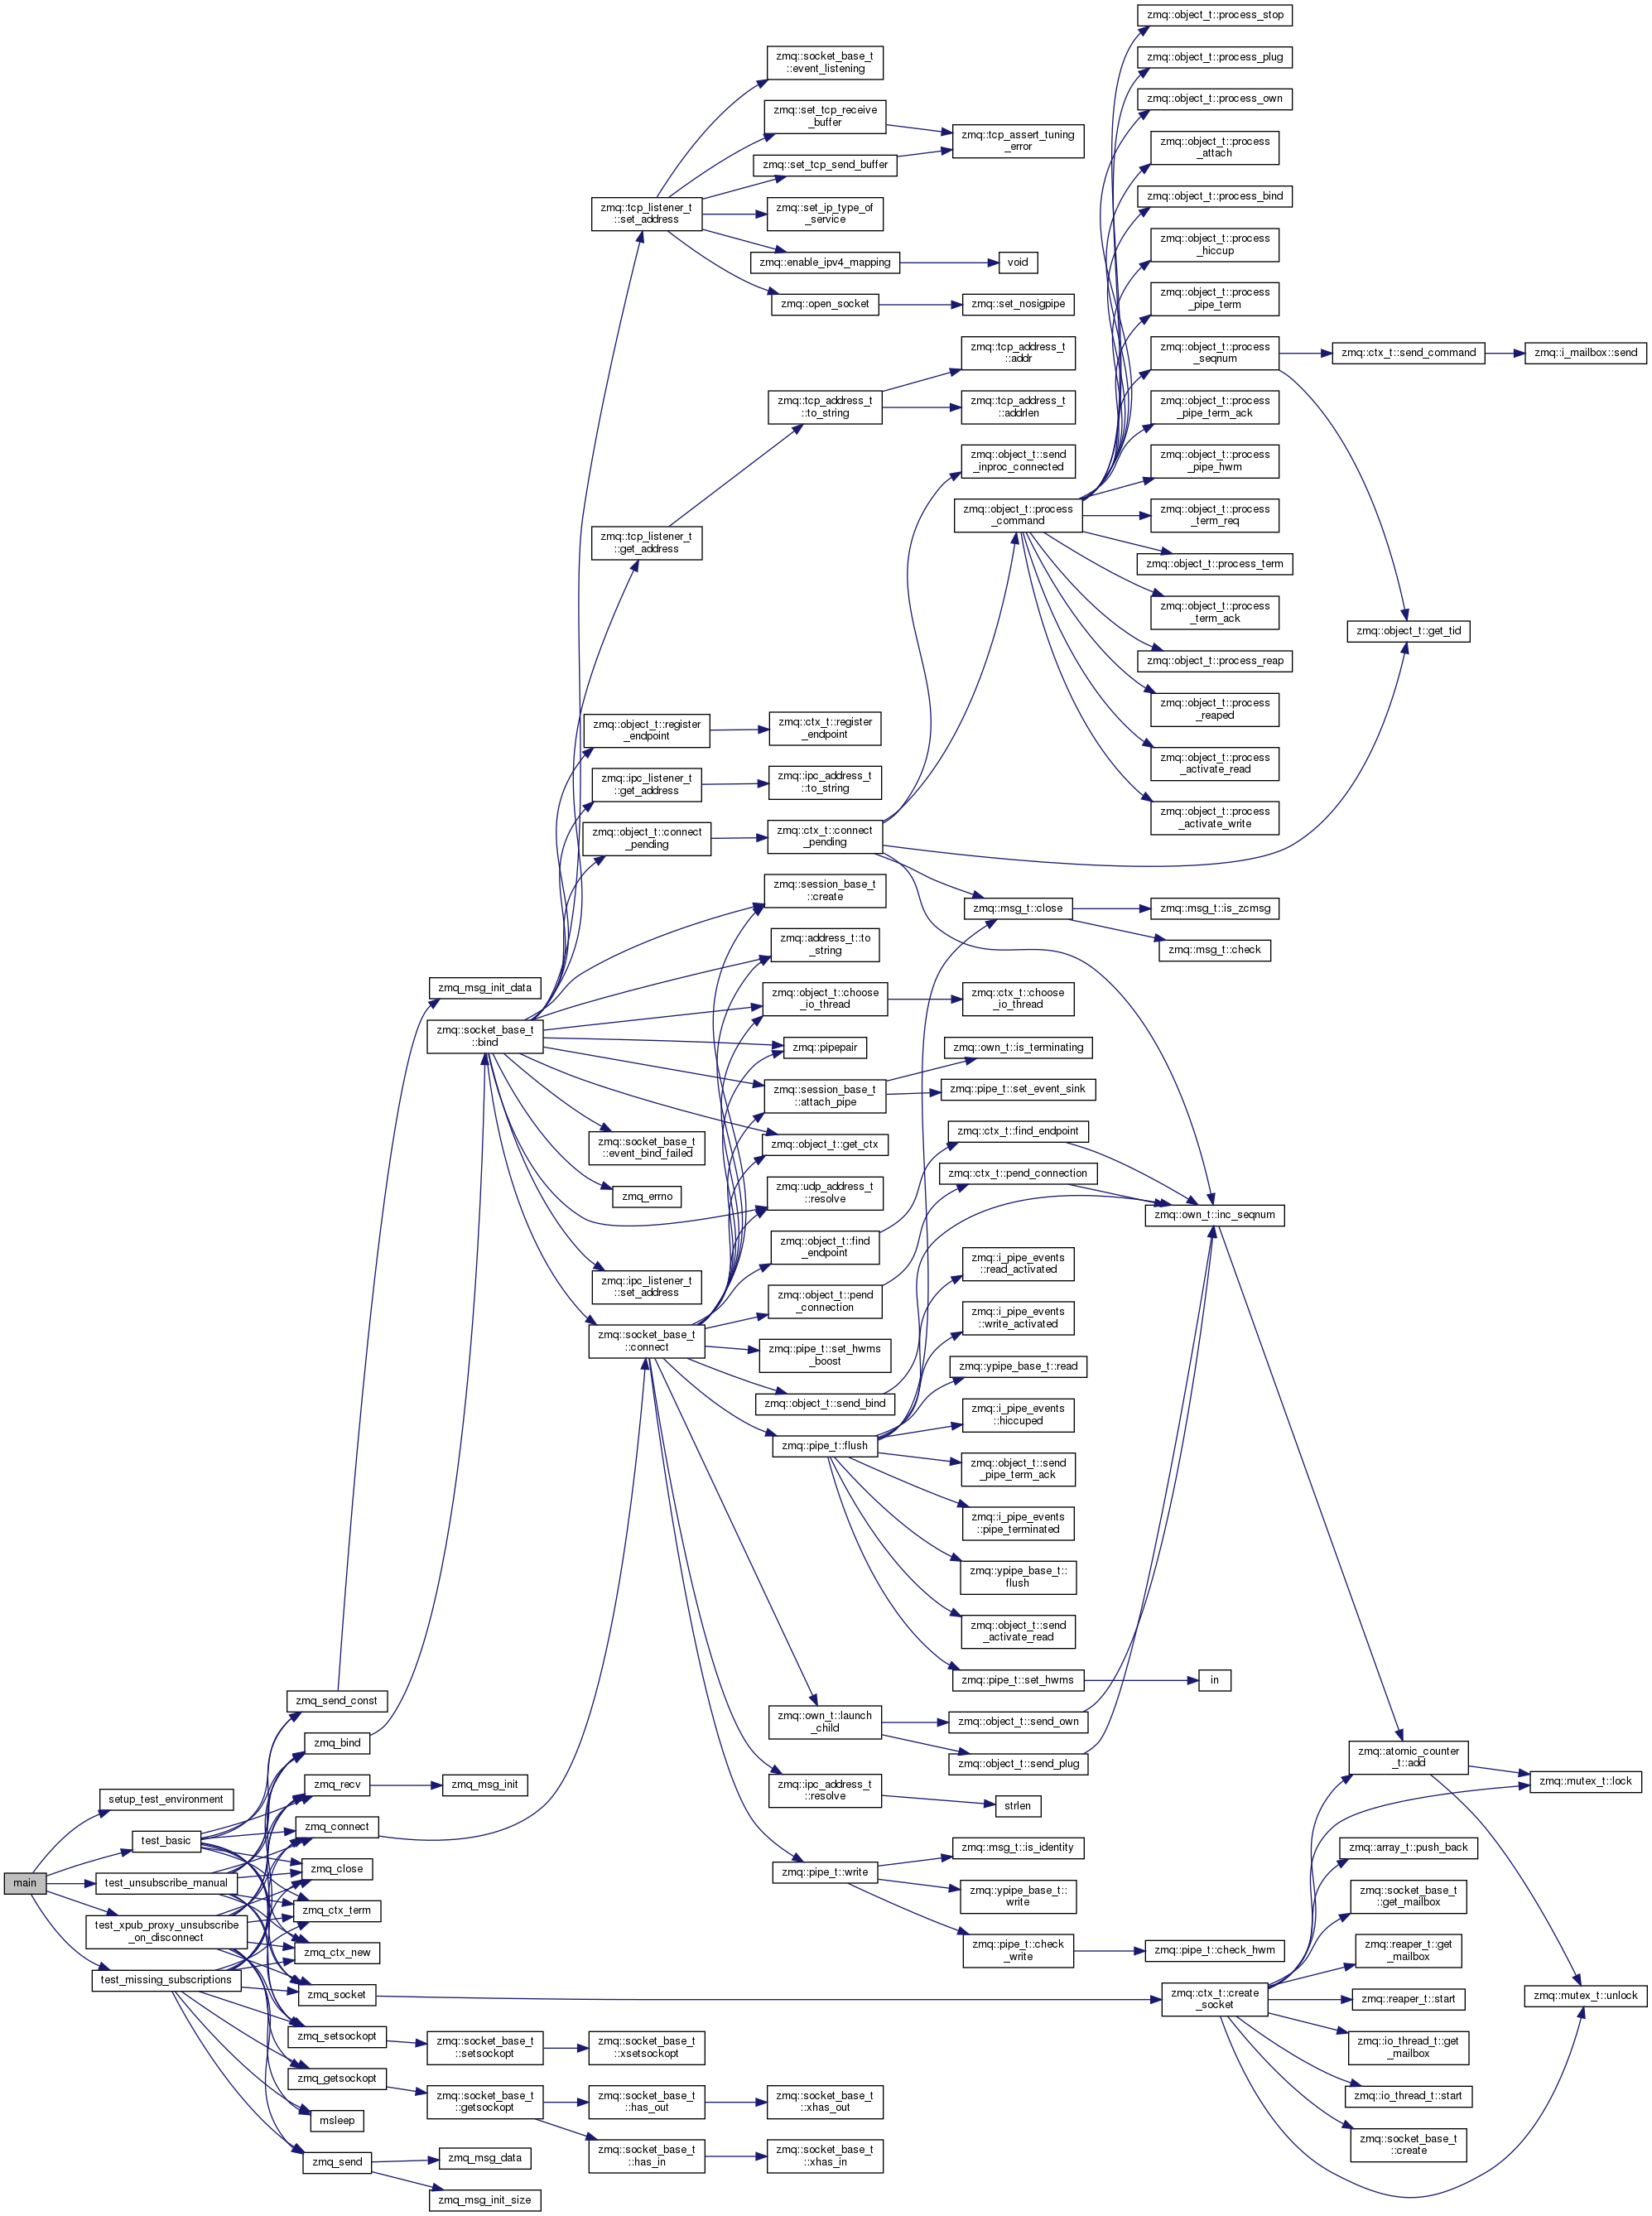 main
setup_test_environment
test_basic
test_unsubscribe_manual
test_xpub_proxy_unsubscribe
_on_disconnect
test_missing_subscriptions
zmq_send_const
zmq_bind
zmq_recv
zmq_connect
zmq_close
zmq_ctx_term
zmq_ctx_new
zmq_socket
zmq_setsockopt
zmq_getsockopt
msleep
zmq_send
zmq_msg_init_data
zmq::socket_base_t
::bind
zmq_msg_init
zmq::socket_base_t
::setsockopt
zmq::socket_base_t
::getsockopt
zmq_msg_data
zmq_msg_init_size
zmq::tcp_listener_t
::set_address
zmq::tcp_listener_t
::get_address
zmq::object_t::register
_endpoint
zmq::ipc_listener_t
::get_address
zmq::object_t::connect
_pending
zmq::socket_base_t
::event_bind_failed
zmq_errno
zmq::ipc_listener_t
::set_address
zmq::socket_base_t
::connect
zmq::socket_base_t
::xsetsockopt
zmq::socket_base_t
::has_out
zmq::socket_base_t
::has_in
zmq::socket_base_t
::event_listening
zmq::set_tcp_receive
_buffer
zmq::set_tcp_send_buffer
zmq::set_ip_type_of
_service
zmq::enable_ipv4_mapping
zmq::open_socket
zmq::tcp_address_t
::to_string
zmq::ctx_t::register
_endpoint
zmq::ipc_address_t
::to_string
zmq::ctx_t::connect
_pending
zmq::session_base_t
::create
zmq::address_t::to
_string
zmq::object_t::choose
_io_thread
zmq::pipepair
zmq::session_base_t
::attach_pipe
zmq::object_t::get_ctx
zmq::udp_address_t
::resolve
zmq::object_t::find
_endpoint
zmq::object_t::pend
_connection
zmq::pipe_t::set_hwms
_boost
zmq::object_t::send_bind
zmq::pipe_t::flush
zmq::own_t::launch
_child
zmq::ipc_address_t
::resolve
zmq::pipe_t::write
zmq::socket_base_t
::xhas_out
zmq::socket_base_t
::xhas_in
zmq::tcp_assert_tuning
_error
void
zmq::set_nosigpipe
zmq::tcp_address_t
::addr
zmq::tcp_address_t
::addrlen
zmq::object_t::send
_inproc_connected
zmq::object_t::process
_command
zmq::msg_t::close
zmq::ctx_t::choose
_io_thread
zmq::own_t::is_terminating
zmq::pipe_t::set_event_sink
zmq::ctx_t::find_endpoint
zmq::ctx_t::pend_connection
zmq::i_pipe_events
::read_activated
zmq::i_pipe_events
::write_activated
zmq::ypipe_base_t::read
zmq::i_pipe_events
::hiccuped
zmq::object_t::send
_pipe_term_ack
zmq::i_pipe_events
::pipe_terminated
zmq::ypipe_base_t::
flush
zmq::object_t::send
_activate_read
zmq::pipe_t::set_hwms
zmq::object_t::send_own
zmq::object_t::send_plug
strlen
zmq::msg_t::is_identity
zmq::ypipe_base_t::
write
zmq::pipe_t::check
_write
zmq::object_t::process_stop
zmq::object_t::process_plug
zmq::object_t::process_own
zmq::object_t::process
_attach
zmq::object_t::process_bind
zmq::object_t::process
_hiccup
zmq::object_t::process
_pipe_term
zmq::object_t::process
_seqnum
zmq::object_t::process
_pipe_term_ack
zmq::object_t::process
_pipe_hwm
zmq::object_t::process
_term_req
zmq::object_t::process_term
zmq::object_t::process
_term_ack
zmq::object_t::process_reap
zmq::object_t::process
_reaped
zmq::object_t::process
_activate_read
zmq::object_t::process
_activate_write
zmq::msg_t::is_zcmsg
zmq::msg_t::check
zmq::own_t::inc_seqnum
in
zmq::pipe_t::check_hwm
zmq::ctx_t::create
_socket
zmq::ctx_t::send_command
zmq::object_t::get_tid
zmq::atomic_counter
_t::add
zmq::array_t::push_back
zmq::socket_base_t
::get_mailbox
zmq::reaper_t::get
_mailbox
zmq::reaper_t::start
zmq::io_thread_t::get
_mailbox
zmq::io_thread_t::start
zmq::socket_base_t
::create
zmq::i_mailbox::send
zmq::mutex_t::lock
zmq::mutex_t::unlock